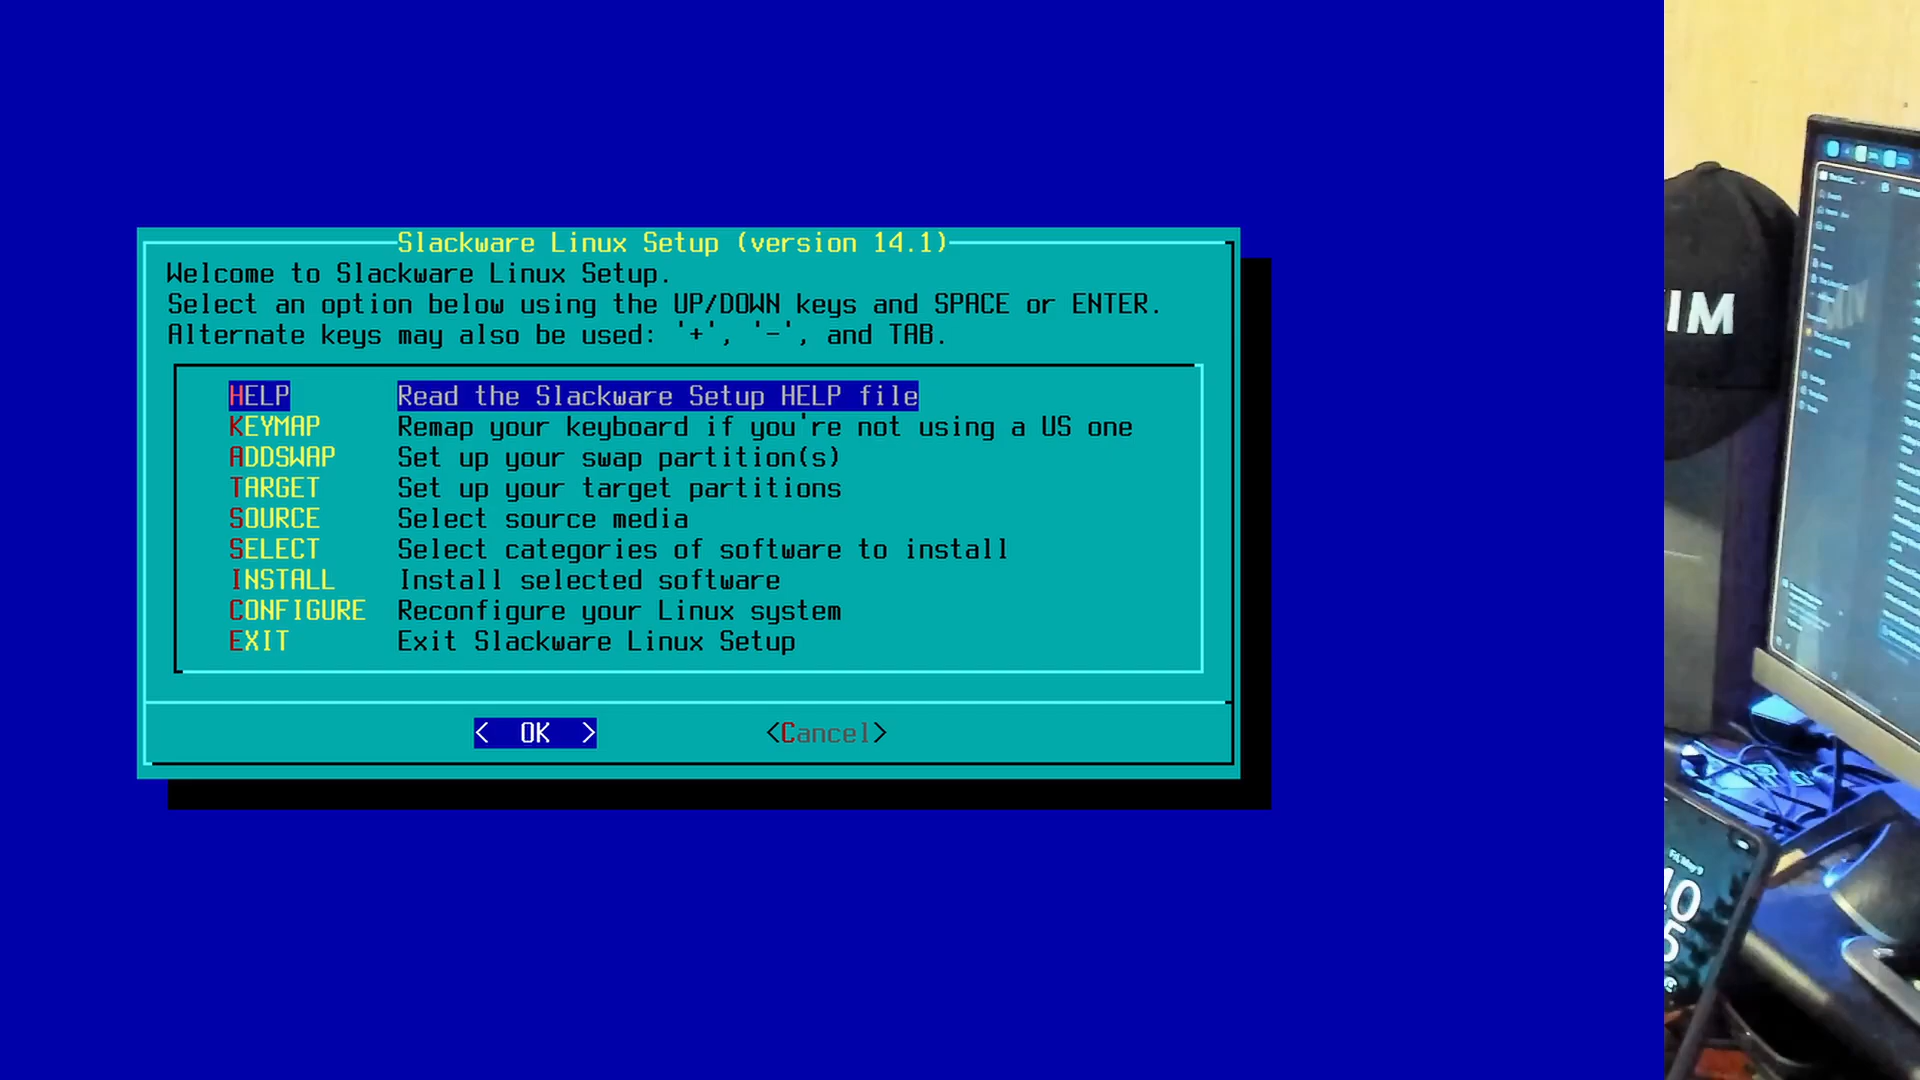 Slackware Linux Setup (version 14.1)
Welcome to Slackware Linux Setup.
Select an option below using the UP/DOWN keys and SPACE or ENTER.
Alternate keys may also be used: '+', '-', and TAB.
HELP Read the Slackware Setup HELP file
KEYMAP Remap your keyboard if you're not using a US one
ADDSWAP Set up your swap partition(s)
TARGET Set up your target partitions
SOURCE Select source media
SELECT Select categories of software to install
INSTALL Install selected software
CONFIGURE Reconfigure your Linux system
EXIT Exit Slackware Linux Setup
< OK > <Cancel>
IM
Fri, May 9